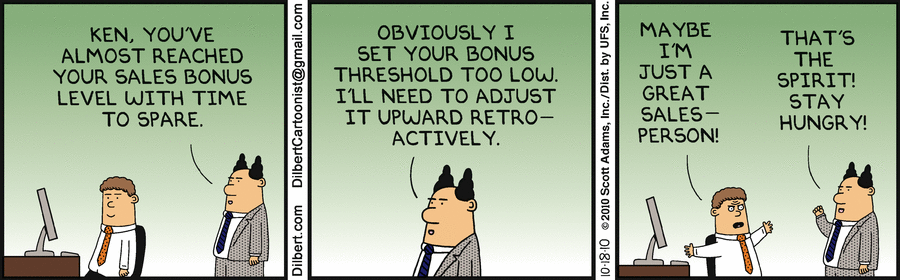 KEN, YOU'VE
ALMOST REACHED
YOUR SALES BONUS
LEVEL WITH TIME
TO SPARE.
Dilbert.com DilbertCartoonist@gmail.com
OBVIOUSLY I
SET YOUR BONUS
THRESHOLD TOO LOW.
I'LL NEED TO ADJUST
IT UPWARD RETRO-
ACTIVELY.
10-18-10 © 2010 Scott Adams, Inc./Dist. by UFS, Inc.
MAYBE
I'M
JUST A
GREAT
SALES-
PERSON!
THAT'S
THE
SPIRIT!
STAY
HUNGRY!